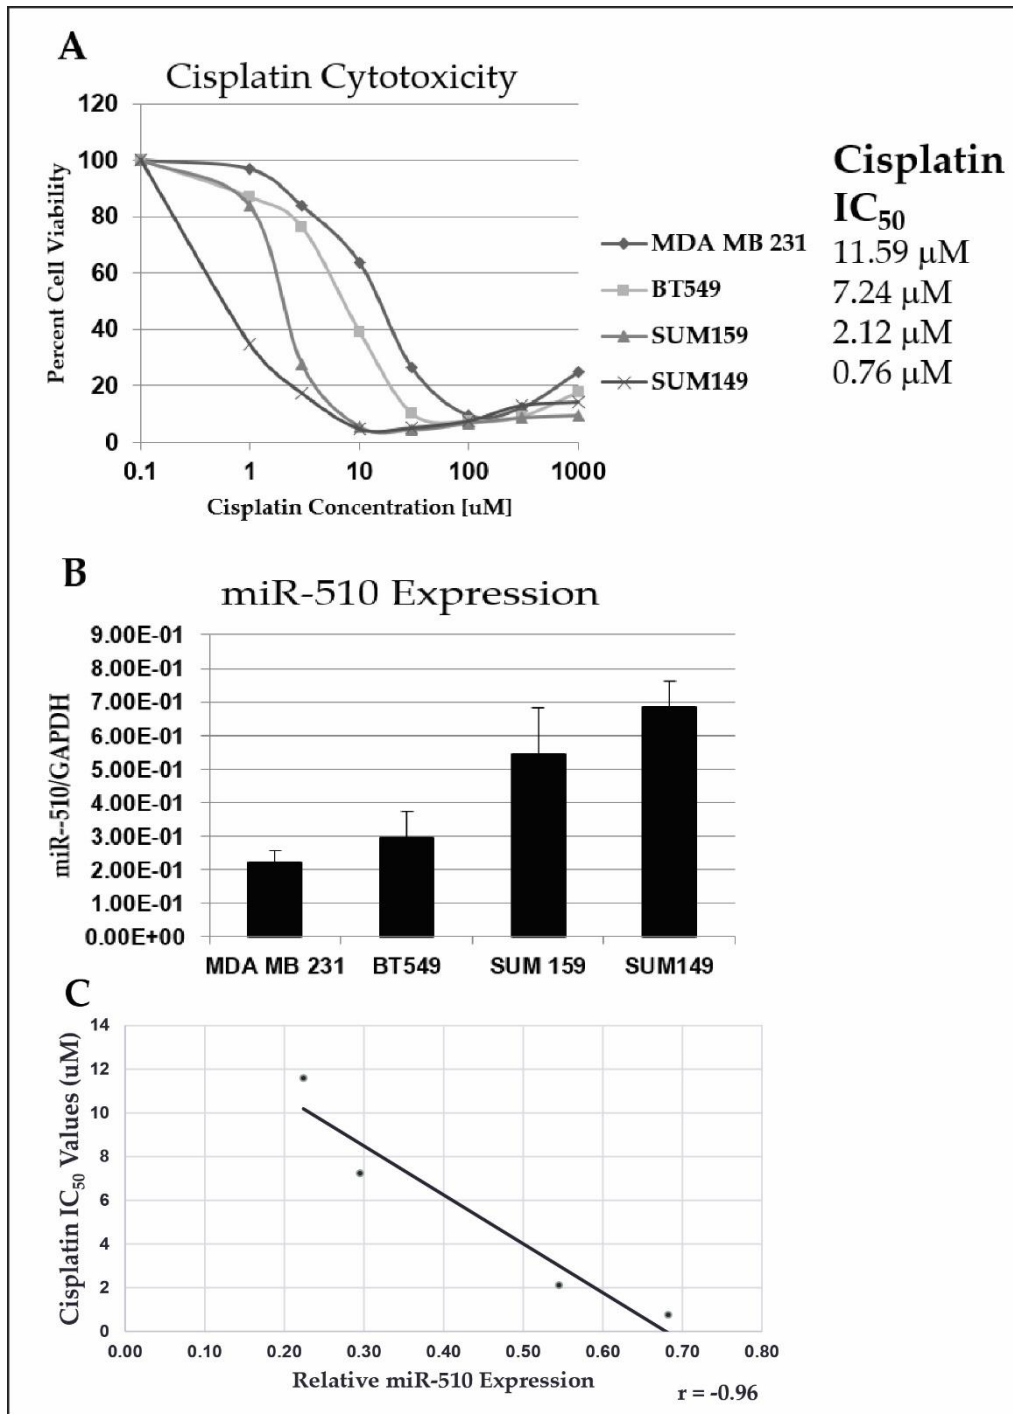 A
Cisplatin Cytotoxicity
120
100
80
60
40
20
0
Percent Cell Viability
0.1 1 10 100 1000
Cisplatin Concentration [uM]
MDA MB 231
BT549
SUM159
SUM149
Cisplatin
IC50
11.59 μM
7.24 μM
2.12 μM
0.76 μM
B
miR-510 Expression
9.00E-01
8.00E-01
7.00E-01
6.00E-01
5.00E-01
4.00E-01
3.00E-01
2.00E-01
1.00E-01
0.00E+00
miR--510/GAPDH
MDA MB 231 BT549 SUM 159 SUM149
C
14
12
10
8
6
4
2
0
Cisplatin IC50 Values (uM)
0.00 0.10 0.20 0.30 0.40 0.50 0.60 0.70 0.80
Relative miR-510 Expression
r = -0.96